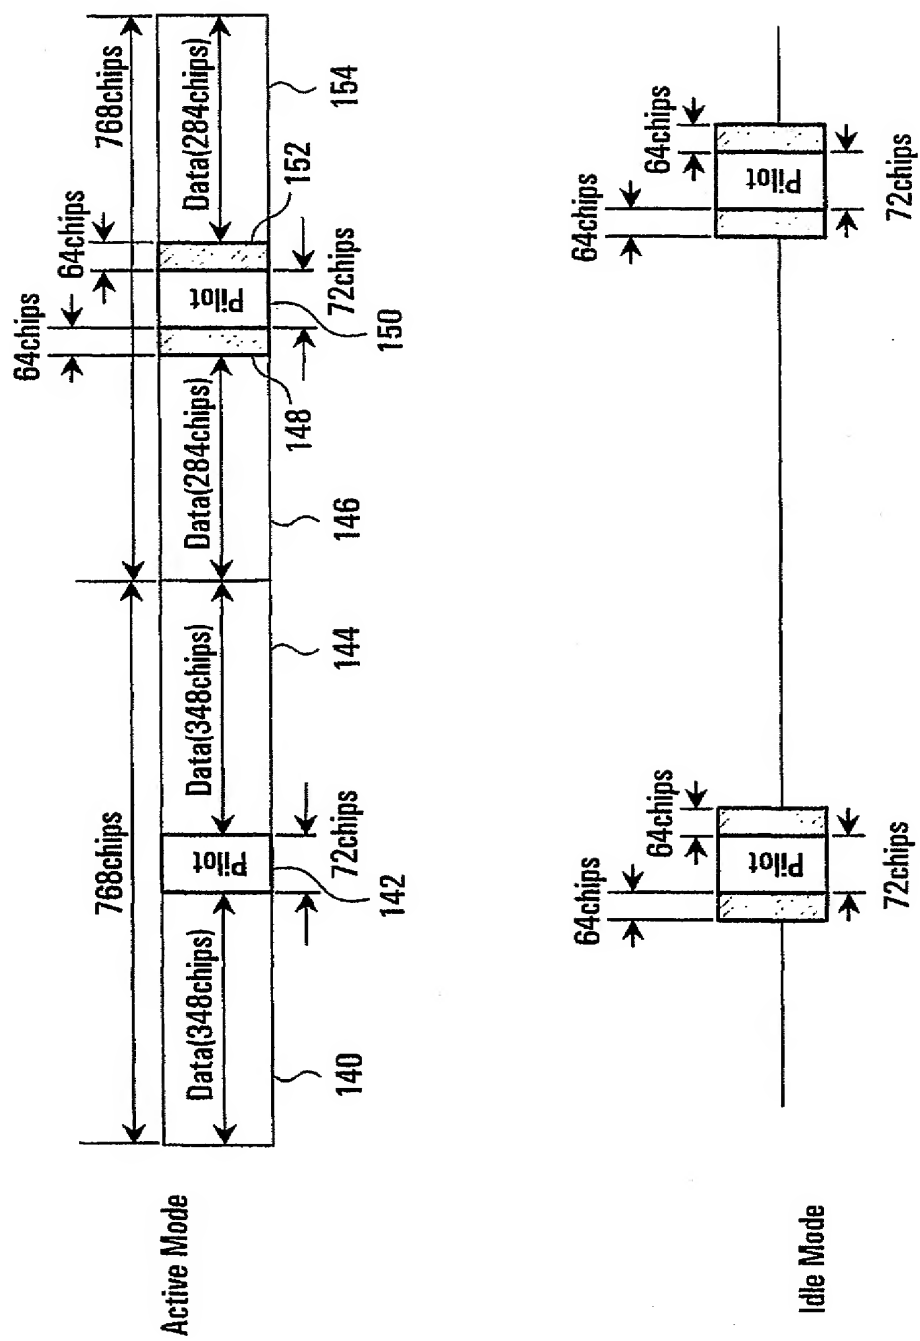 Active Mode
768chips
768chips
64chips
64chips
Data(348chips)
Pilot
Data(348chips)
Data(284chips)
Pilot
Data(284chips)
72chips
72chips
140
142
144
146
148
150
152
154
Idle Mode
64chips
64chips
Pilot
72chips
64chips
64chips
Pilot
72chips